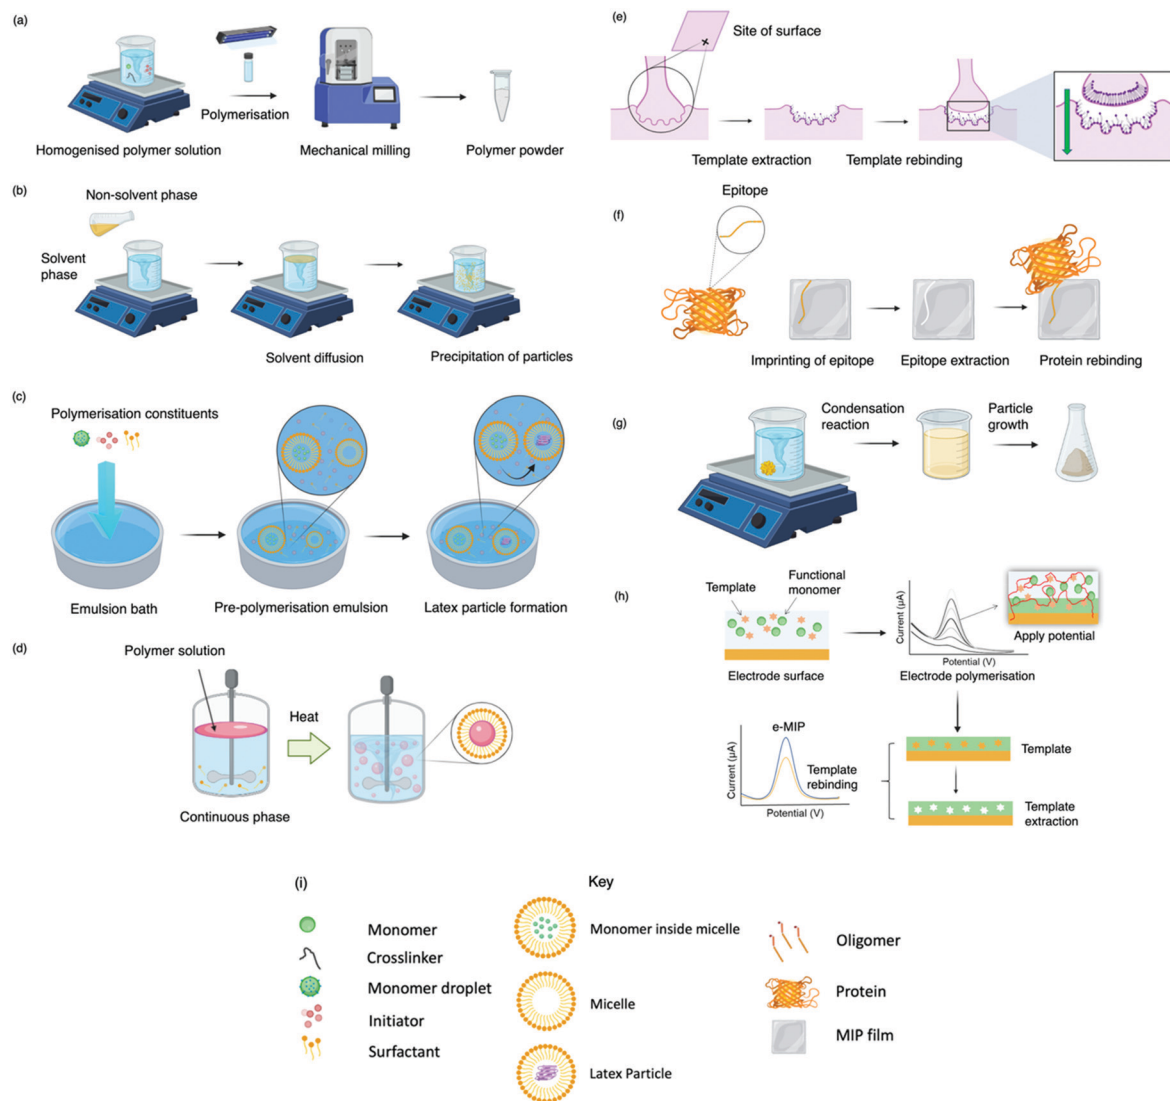 (a)
Polymerisation
Homogenised polymer solution
Mechanical milling
Polymer powder
(b)
Non-solvent phase
Solvent
phase
Solvent diffusion
Precipitation of particles
(c)
Polymerisation constituents
Emulsion bath
Pre-polymerisation emulsion
Latex particle formation
(d)
Polymer solution
Heat
Continuous phase
(e)
Site of surface
Template extraction
Template rebinding
(f)
Epitope
Imprinting of epitope
Epitope extraction
Protein rebinding
(g)
Condensation
reaction
Particle
growth
(h)
Template
Functional
monomer
Electrode surface
Current (µA)
Potential (V)
Apply potential
Electrode polymerisation
e-MIP
Current (µA)
Template
rebinding
Potential (V)
Template
Template
extraction
(i)
Key
Monomer
Crosslinker
Monomer droplet
Initiator
Surfactant
Monomer inside micelle
Micelle
Latex Particle
Oligomer
Protein
MIP film